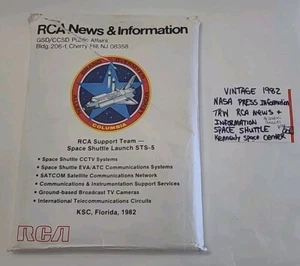 RCA News & Information
GSD/CCSD Public Affairs
Bldg. 206-1, Cherry Hill, NJ 08358
COLUMBIA
RCA Support Team —
Space Shuttle Launch STS-5
• Space Shuttle CCTV Systems
• Space Shuttle EVA/ATC Communications Systems
• SATCOM Satellite Communications Network
• Communications & Instrumentation Support Services
• Ground-based Broadcast TV Cameras
• International Telecommunications Circuits
KSC, Florida, 1982
RCA
VINTAGE 1982
NASA PRESS Information
TRW RCA NEWS &
INFORMATION
SPACE SHUTTLE
Kennedy Space Center